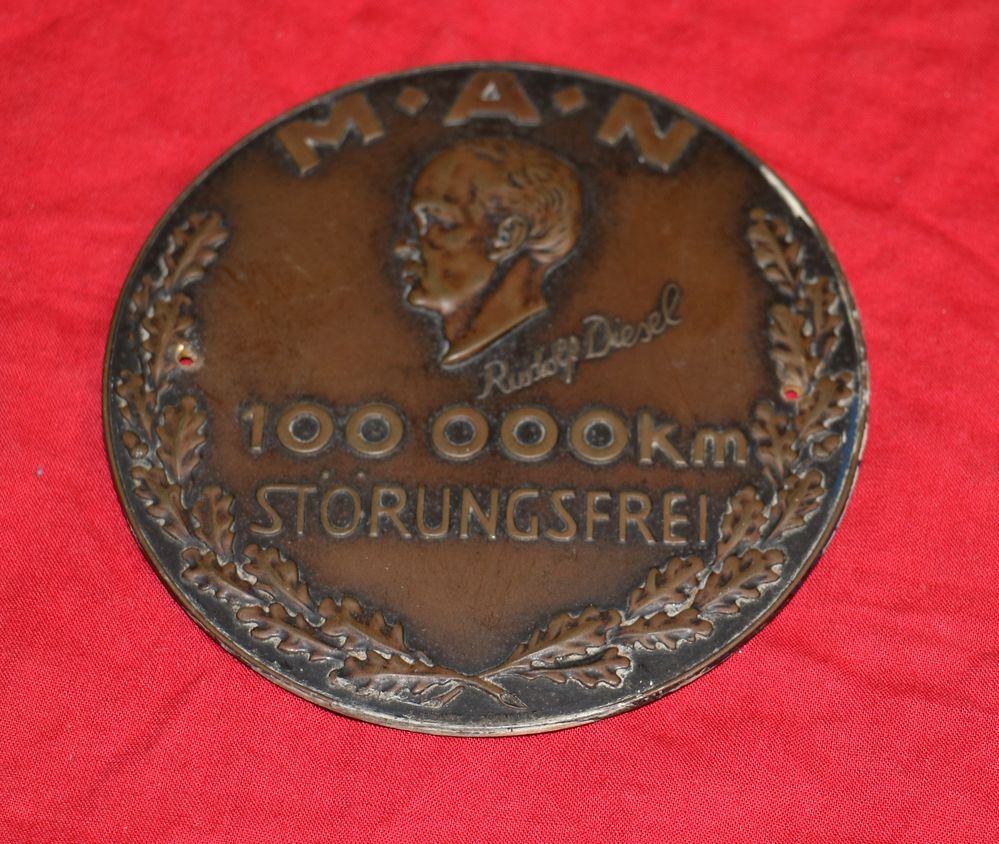 M·A·N
Rudolf Diesel
100 000 Km
STÖRUNGSFREI